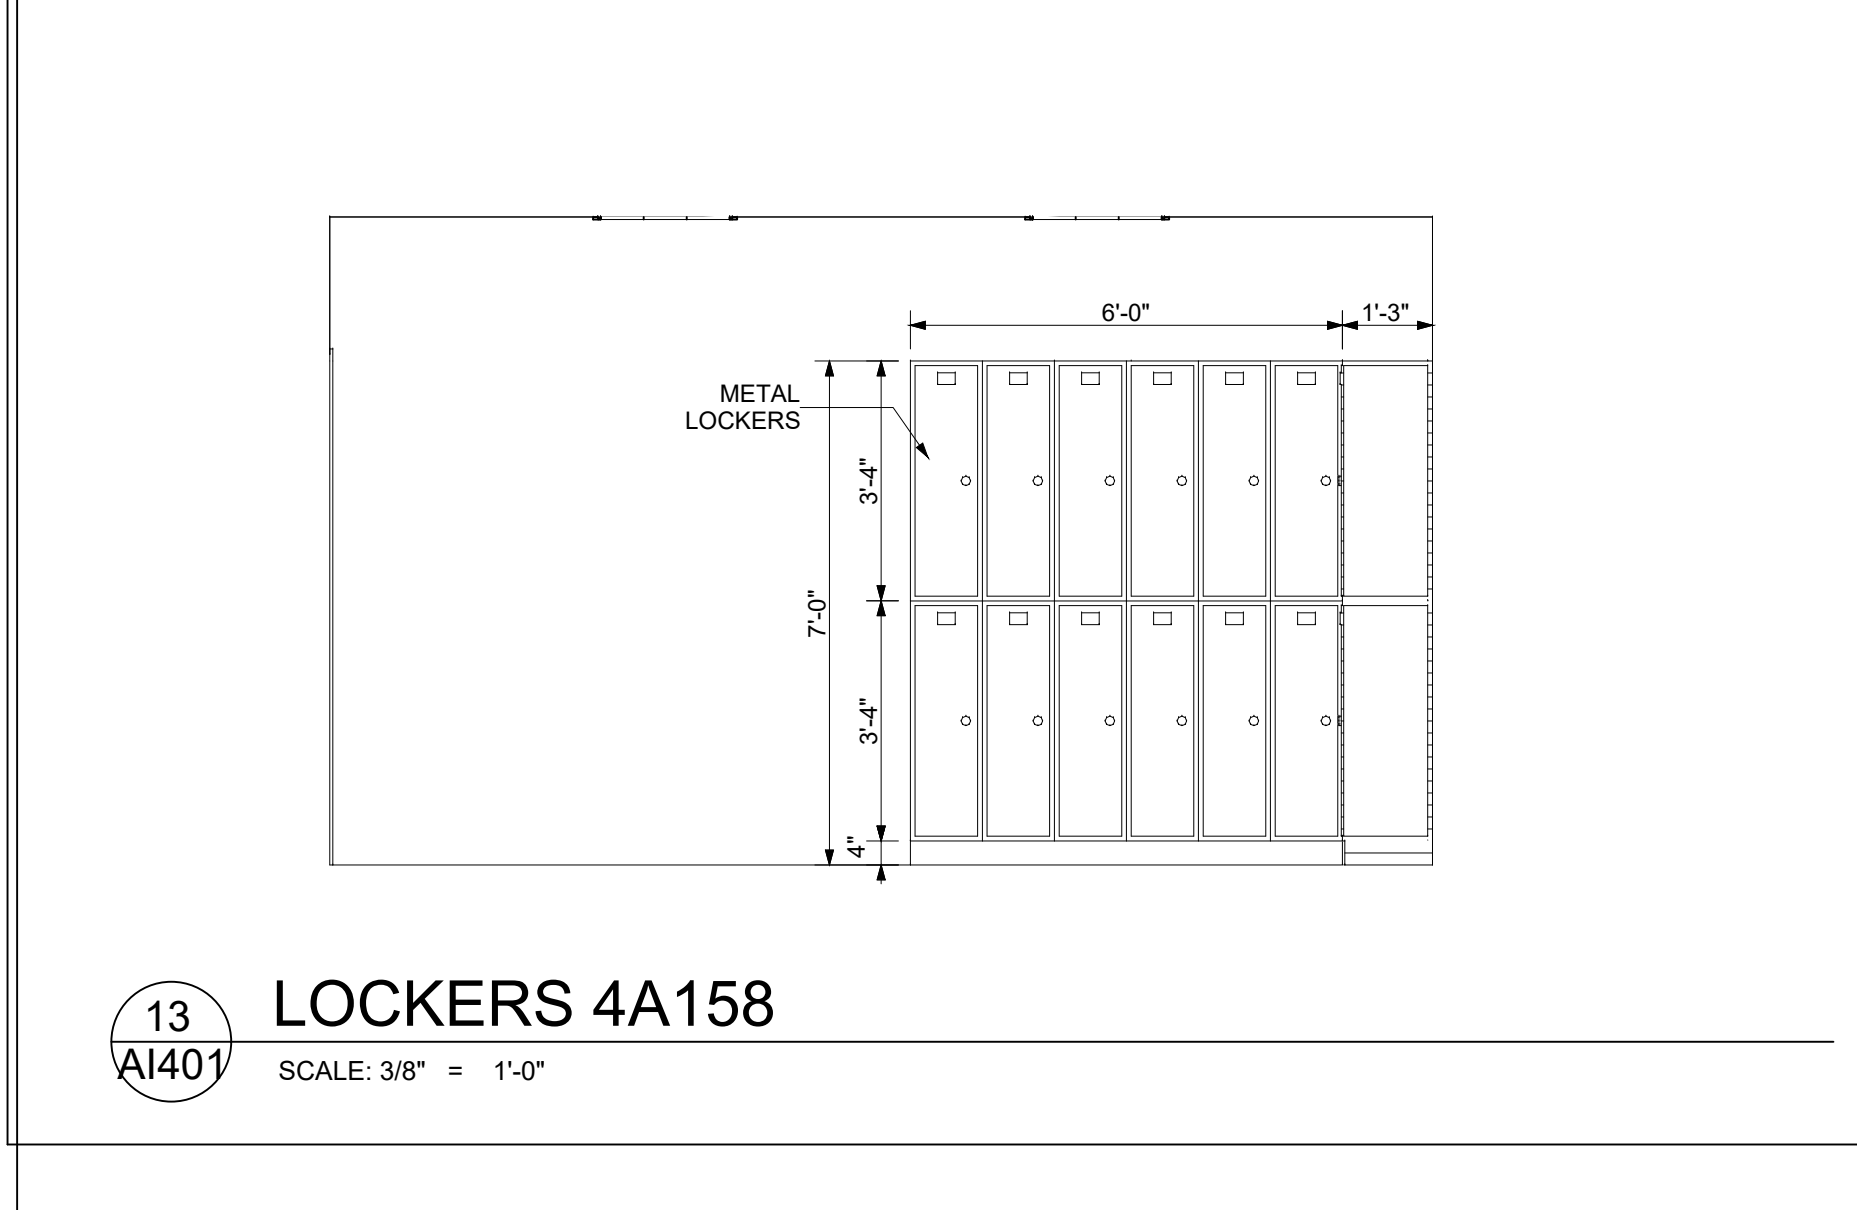 6'-0" 1'-3"
METAL
LOCKERS
3'-4"
7'-0"
3'-4"
4"
13
AI401
LOCKERS 4A158
SCALE: 3/8" = 1'-0"